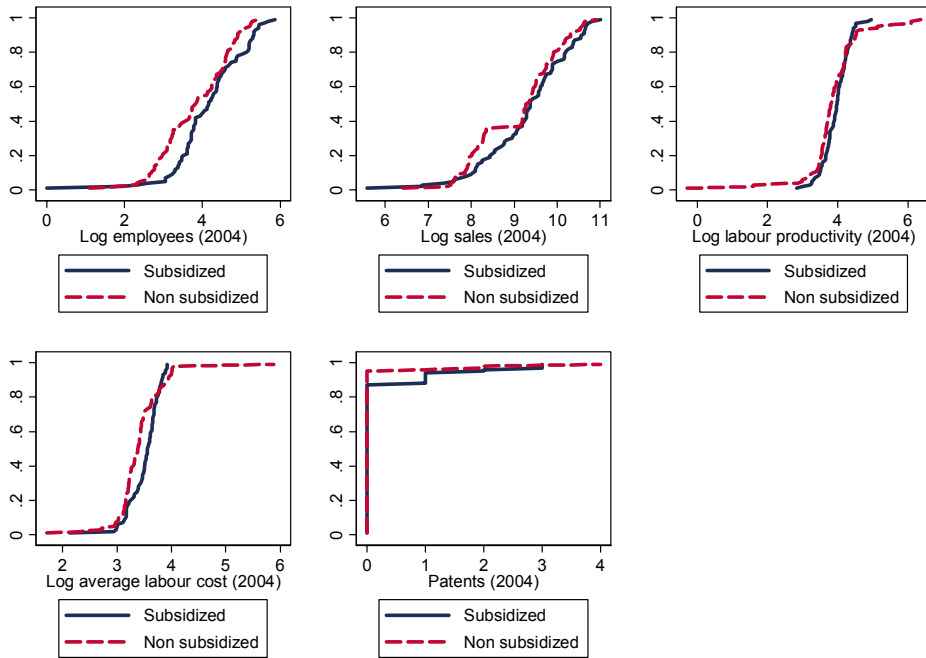 0 .2 .4 .6 .8 1
0 2 4 6
Log employees (2004)
Subsidized
Non subsidized
0 .2 .4 .6 .8 1
6 7 8 9 10 11
Log sales (2004)
Subsidized
Non subsidized
0 .2 .4 .6 .8 1
0 2 4 6
Log labour productivity (2004)
Subsidized
Non subsidized
0 .2 .4 .6 .8 1
2 3 4 5 6
Log average labour cost (2004)
Subsidized
Non subsidized
0 .2 .4 .6 .8 1
0 1 2 3 4
Patents (2004)
Subsidized
Non subsidized